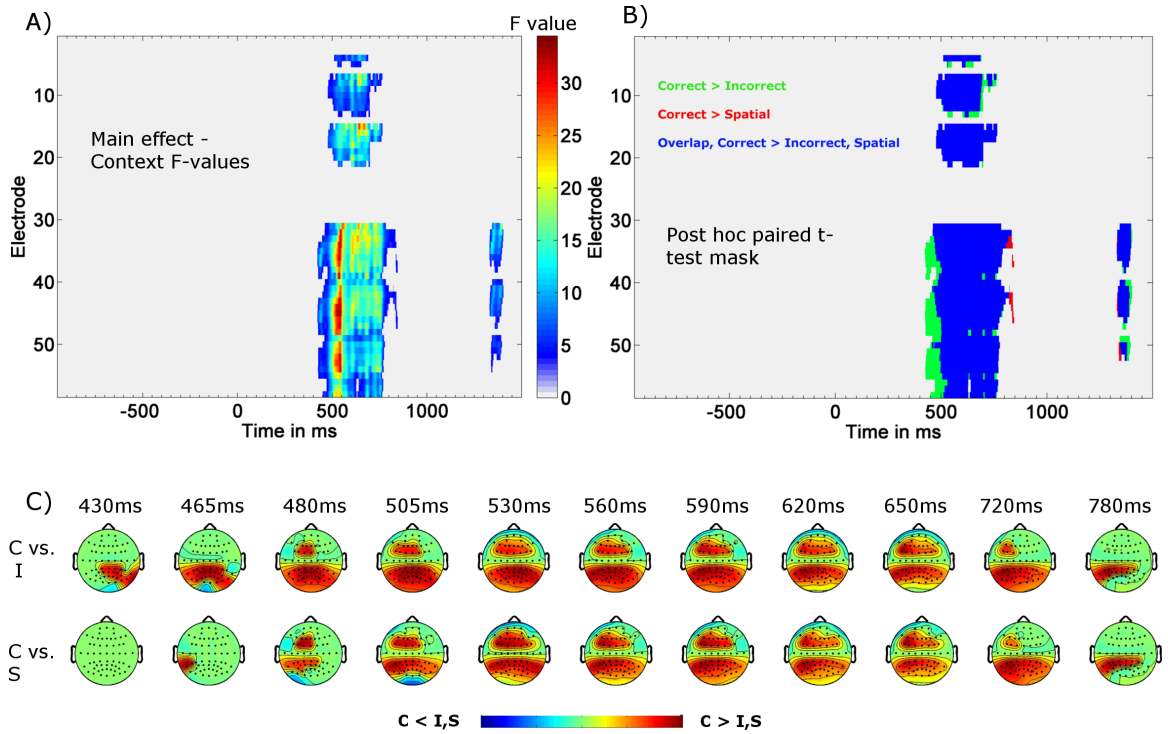 A)
F value
B)
Main effect -
Context F-values
Electrode
10
20
30
40
50
-500
0
500
1000
Time in ms
30
25
20
15
10
5
0
Correct > Incorrect
Correct > Spatial
Overlap, Correct > Incorrect, Spatial
Post hoc paired t-
test mask
Electrode
10
20
30
40
50
-500
0
500
1000
Time in ms
C)
430ms 465ms 480ms 505ms 530ms 560ms 590ms 620ms 650ms 720ms 780ms
C vs.
I
C vs.
S
C < I,S
C > I,S